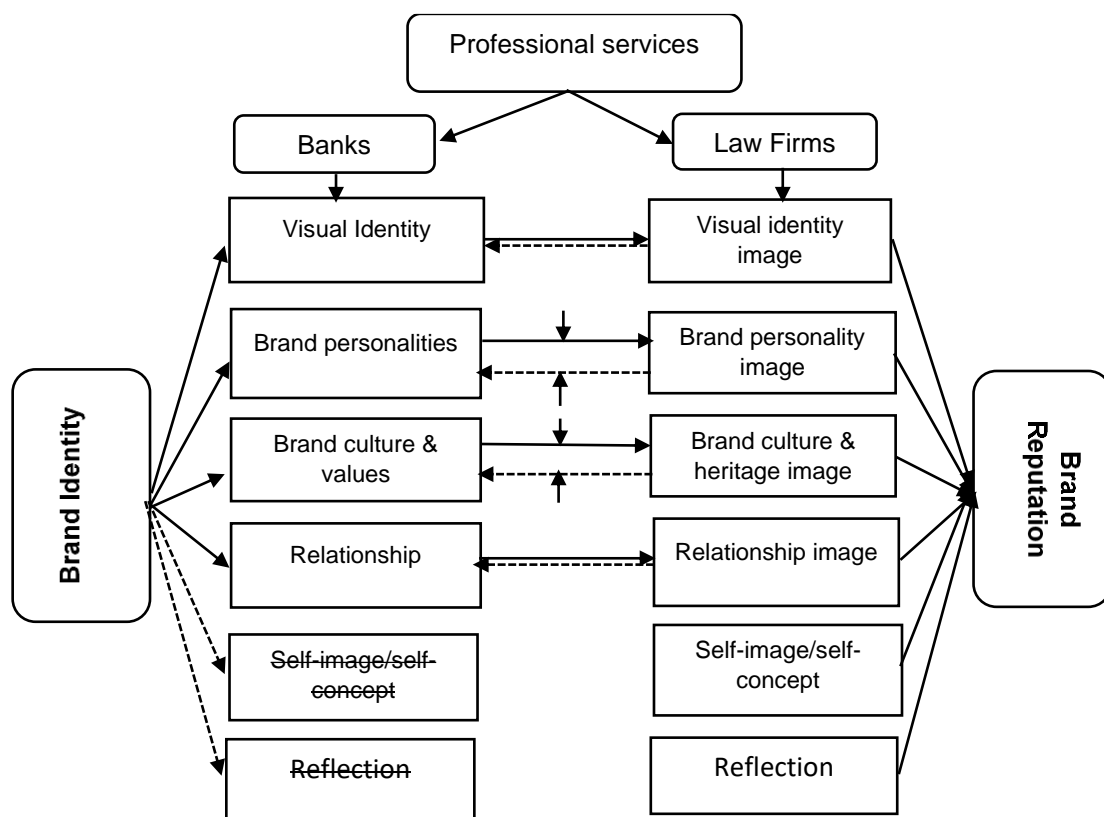 Professional services
Banks
Law Firms
Visual Identity
Visual identity
image
Brand personalities
Brand personality
image
Brand culture &
values
Brand culture &
heritage image
Relationship
Relationship image
Self-image/self-
concept
Self-image/self-
concept
Reflection
Reflection
Brand Identity
Brand
Reputation